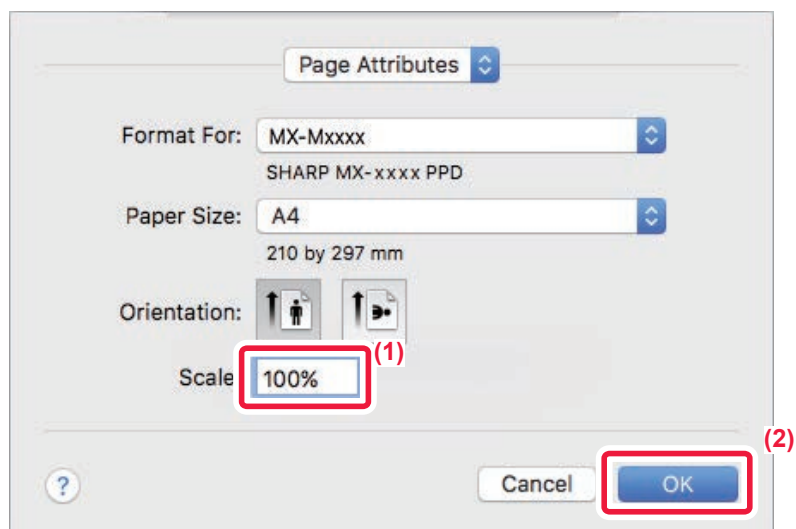 Page Attributes
Format For: MX-Mxxxx
SHARP MX-xxxx PPD
Paper Size: A4
210 by 297 mm
Orientation:
(1)
Scale 100%
(2)
? Cancel OK